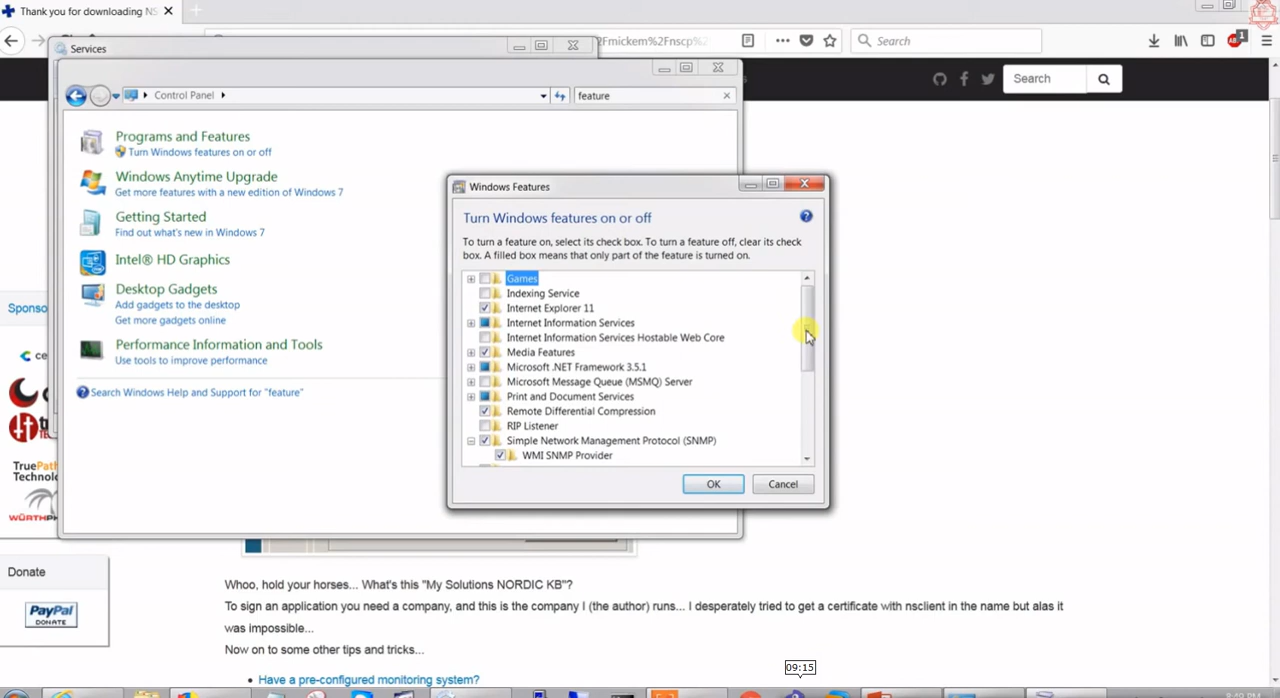 Thank you for downloading NS
Services
2Fmickem%2Fnscp%2
Search
1
Control Panel
feature
Search
Programs and Features
Turn Windows features on or off
Windows Anytime Upgrade
Get more features with a new edition of Windows 7
Getting Started
Find out what's new in Windows 7
Intel® HD Graphics
Desktop Gadgets
Add gadgets to the desktop
Get more gadgets online
Performance Information and Tools
Use tools to improve performance
Search Windows Help and Support for "feature"
Windows Features
Turn Windows features on or off
To turn a feature on, select its check box. To turn a feature off, clear its check
box. A filled box means that only part of the feature is turned on.
Games
Indexing Service
Internet Explorer 11
Internet Information Services
Internet Information Services Hostable Web Core
Media Features
Microsoft .NET Framework 3.5.1
Microsoft Message Queue (MSMQ) Server
Print and Document Services
Remote Differential Compression
RIP Listener
Simple Network Management Protocol (SNMP)
WMI SNMP Provider
OK
Cancel
Sponso
ce
TruePath
Technolo
WÜRTHPH
Donate
PayPal
DONATE
Whoo, hold your horses... What's this "My Solutions NORDIC KB"?
To sign an application you need a company, and this is the company I (the author) runs... I desperately tried to get a certificate with nsclient in the name but alas it
was impossible...
Now on to some other tips and tricks...
Have a pre-configured monitoring system?
09:15